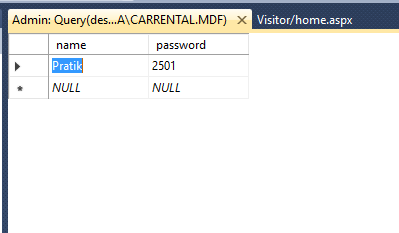 Admin: Query(des...A\CARRENTAL.MDF) Visitor/home.aspx
name password
Pratik 2501
NULL NULL